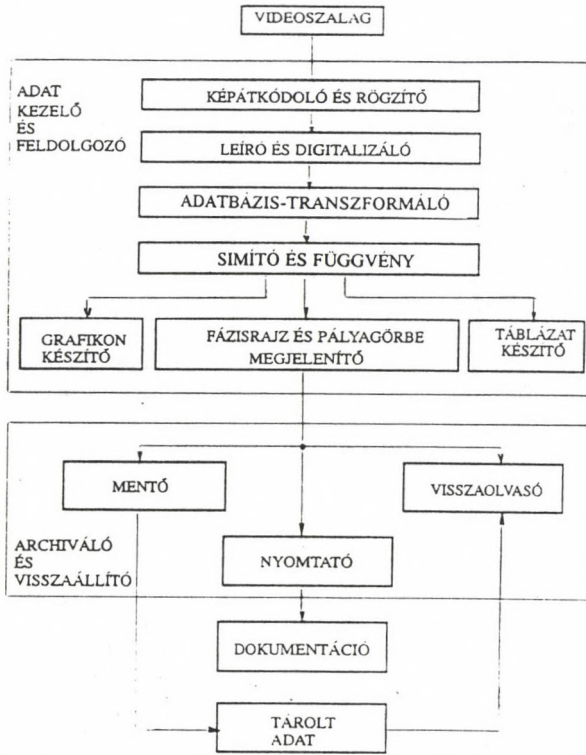 VIDEOSZALAG
ADAT
KEZELŐ
ÉS
FELDOLGOZÓ
KÉPÁTKÓDOLÓ ÉS RÖGZÍTŐ
LEÍRÓ ÉS DIGITALIZÁLÓ
ADATBÁZIS-TRANSZFORMÁLÓ
SIMÍTÓ ÉS FÜGGVÉNY
GRAFIKON
KÉSZÍTŐ
FÁZISRAJZ ÉS PÁLYAGÖRBE
MEGJELENÍTŐ
TÁBLÁZAT
KÉSZITŐ
MENTŐ
VISSZAOLVASÓ
ARCHIVÁLÓ
ÉS
VISSZAÁLLÍTÓ
NYOMTATÓ
DOKUMENTÁCIÓ
TÁROLT
ADAT